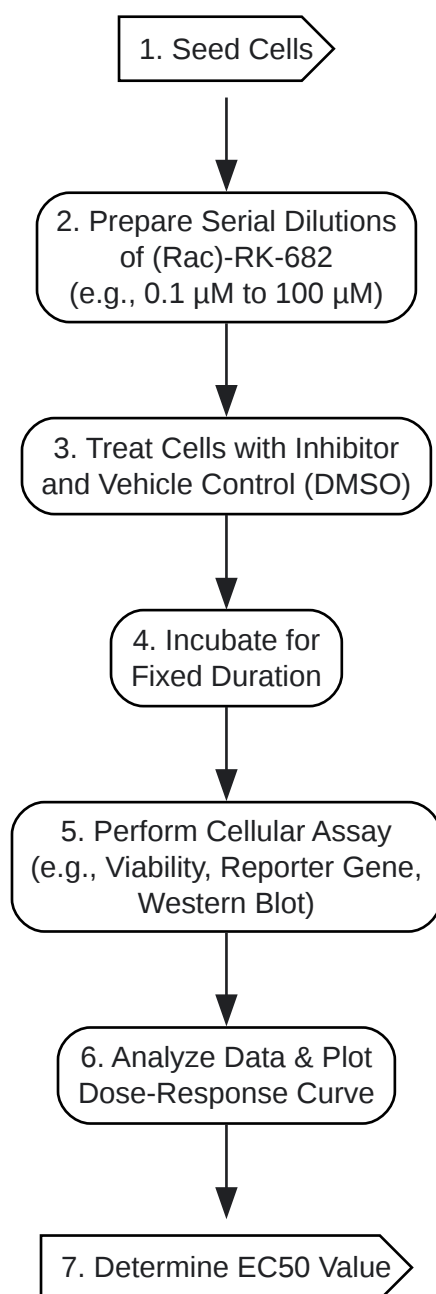 1. Seed Cells
2. Prepare Serial Dilutions
of (Rac)-RK-682
(e.g., 0.1 µM to 100 µM)
3. Treat Cells with Inhibitor
and Vehicle Control (DMSO)
4. Incubate for
Fixed Duration
5. Perform Cellular Assay
(e.g., Viability, Reporter Gene,
Western Blot)
6. Analyze Data & Plot
Dose-Response Curve
7. Determine EC50 Value